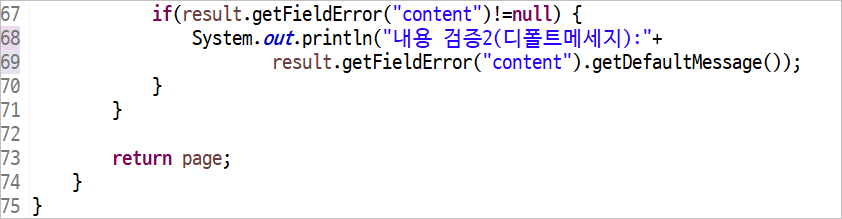 67             if(result.getFieldError("content")!=null) {
68                 System.out.println("내용 검증2(디폴트메세지):"+
69                         result.getFieldError("content").getDefaultMessage());
70             }
71         }
72
73         return page;
74     }
75 }